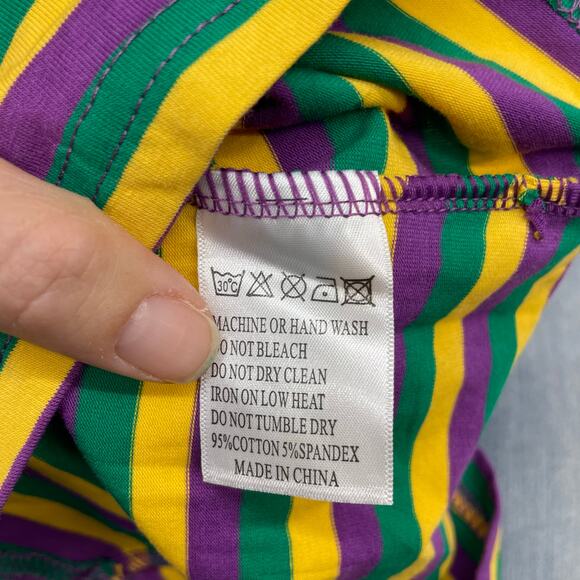 30°C
MACHINE OR HAND WASH
DO NOT BLEACH
DO NOT DRY CLEAN
IRON ON LOW HEAT
DO NOT TUMBLE DRY
95%COTTON 5%SPANDEX
MADE IN CHINA